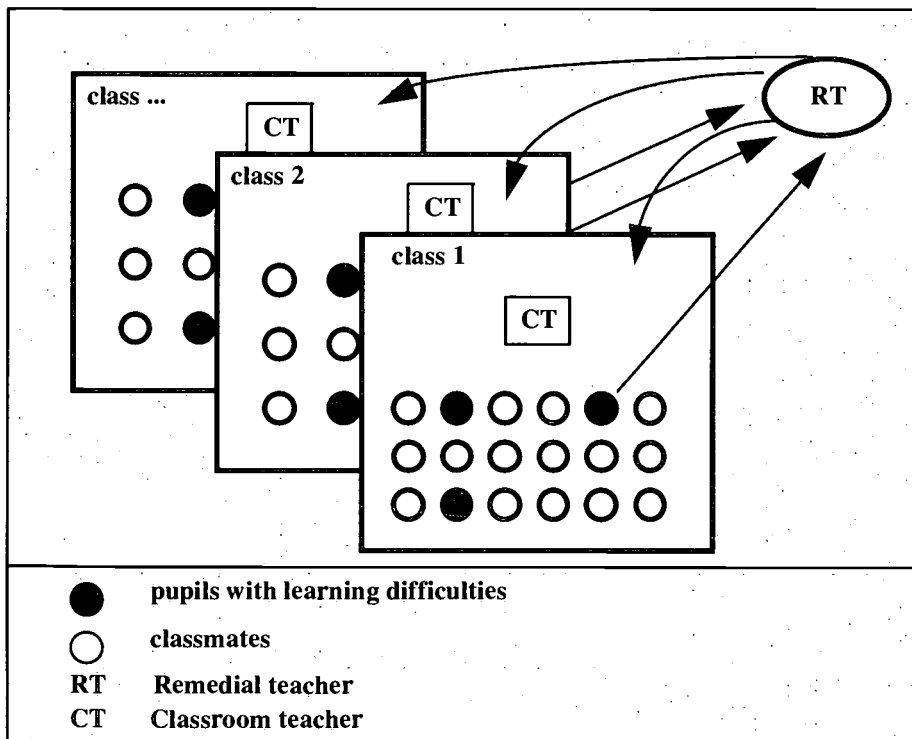 class ...
CT
RT
class 2
CT
class 1
CT
pupils with learning difficulties
classmates
RT Remedial teacher
CT Classroom teacher